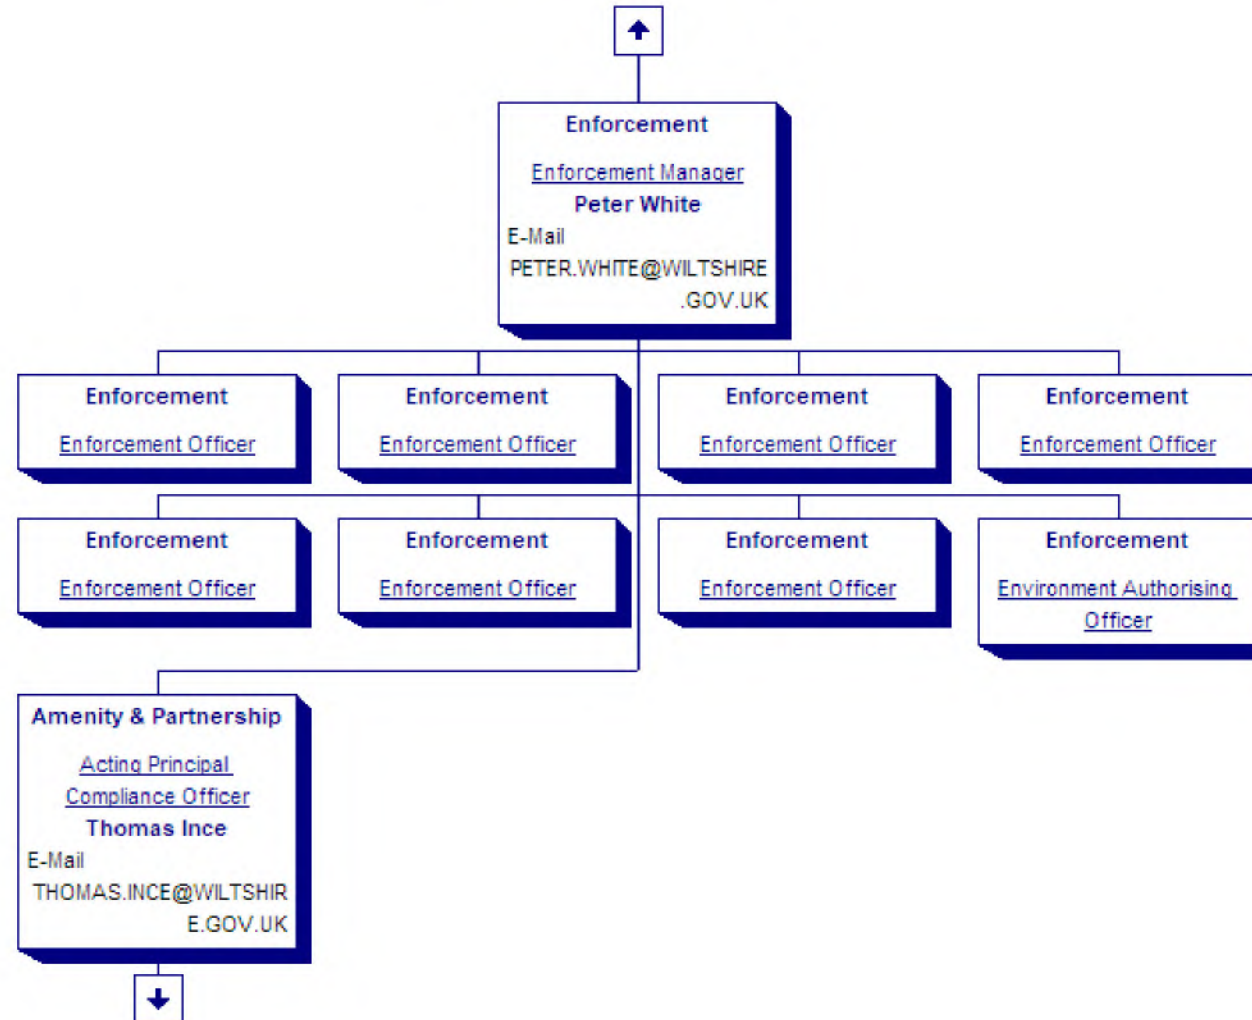 Enforcement
Enforcement Manager
Peter White
E-Mail
PETER.WHITE@WILTSHIRE
.GOV.UK
Enforcement
Enforcement Officer
Enforcement
Enforcement Officer
Enforcement
Enforcement Officer
Enforcement
Enforcement Officer
Enforcement
Enforcement Officer
Enforcement
Enforcement Officer
Enforcement
Enforcement Officer
Enforcement
Environment Authorising
Officer
Amenity & Partnership
Acting Principal
Compliance Officer
Thomas Ince
E-Mail
THOMAS.INCE@WILTSHIR
E.GOV.UK